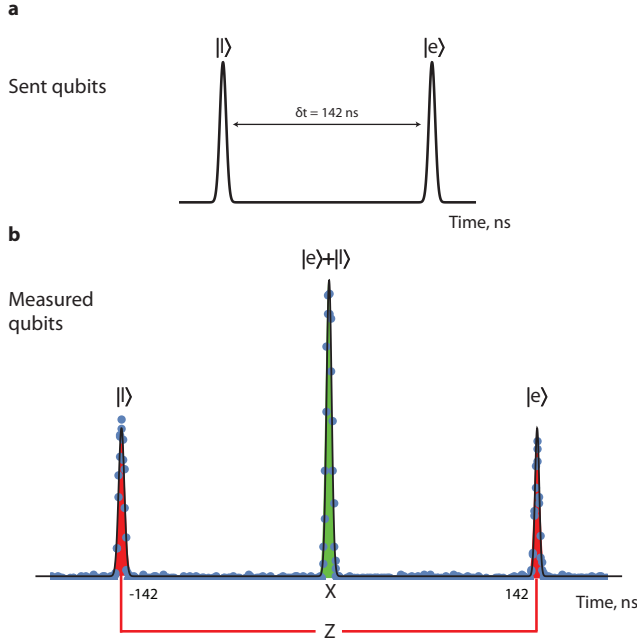 a
|l⟩
|e⟩
Sent qubits
δt = 142 ns
Time, ns
b
|e⟩+|l⟩
Measured
qubits
|l⟩
|e⟩
-142
X
142
Time, ns
Z